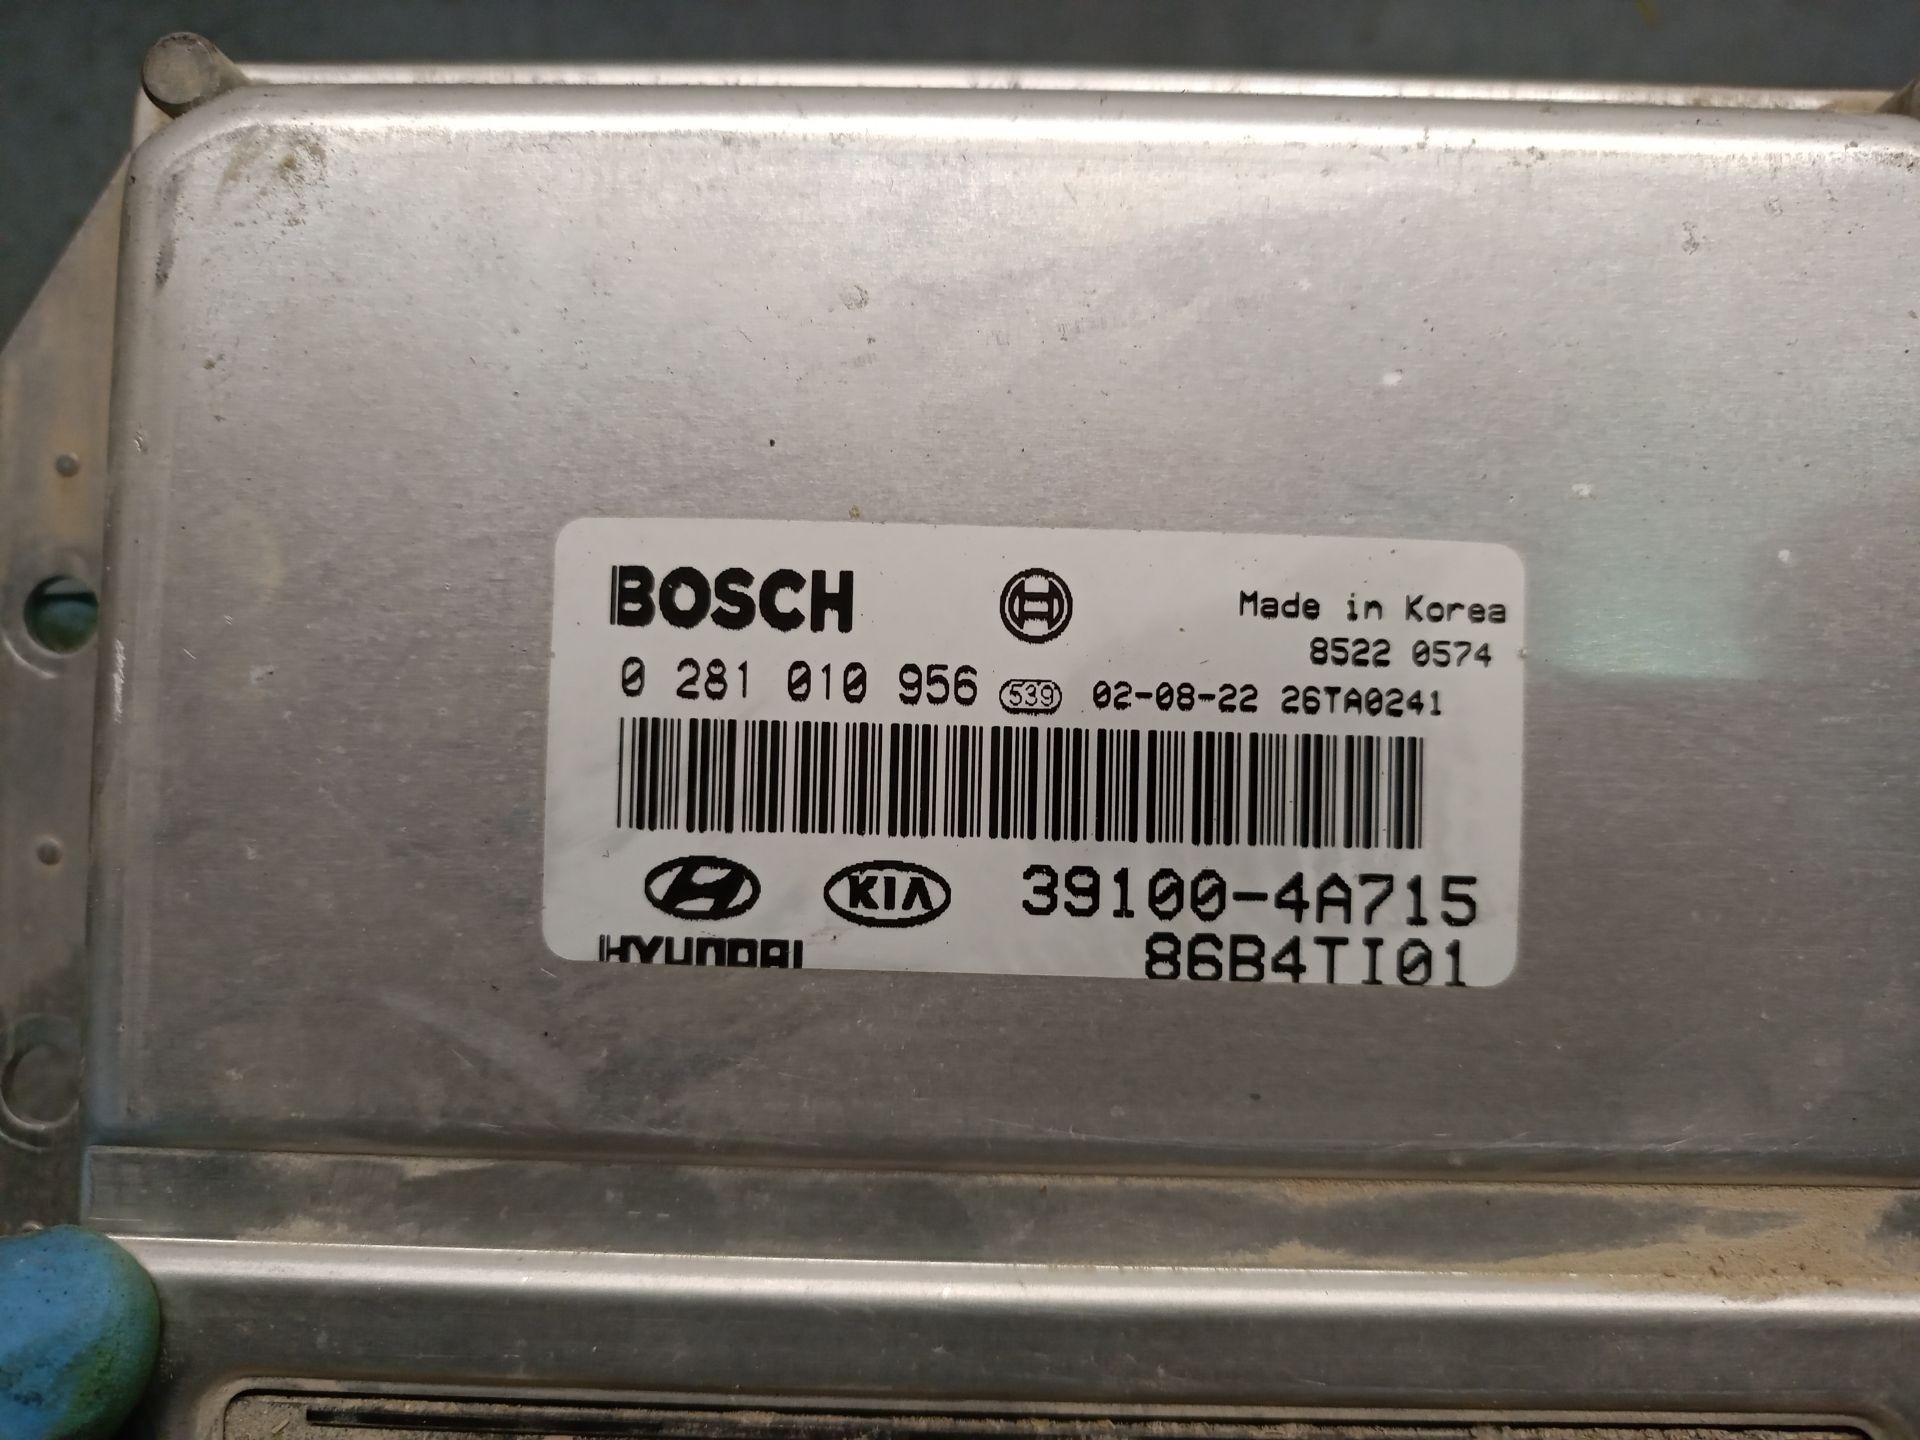 BOSCH
Made in Korea
8522 0574
0 281 010 956 539 02-08-22 26TA0241
KIA 39100-4A715
HYUNDAI 86B4TI01